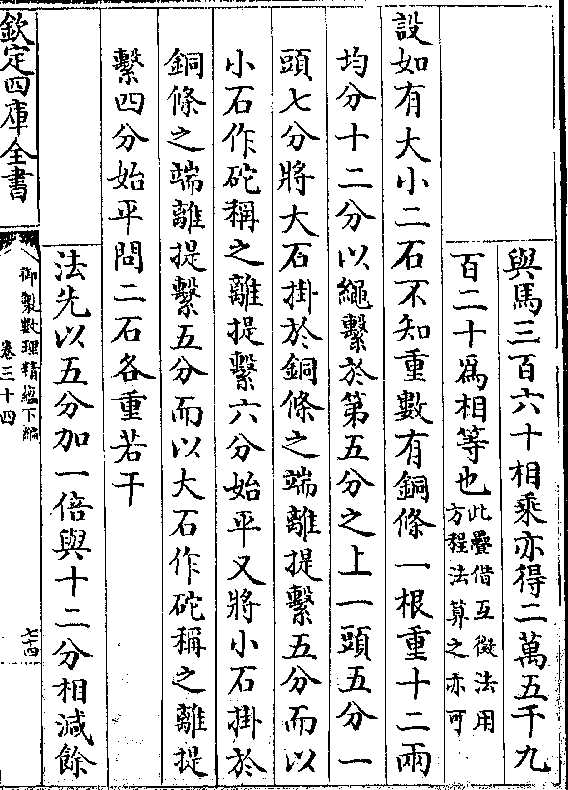 與馬三百六十相乘亦得二萬五千九
百二十爲相等也此疊借互徵法用方程法算之亦可
設如有大小二石不知重數有銅條一根重十二兩
均分十二分以繩繫於第五分之上一頭五分一
頭七分將大石掛於銅條之端離提繫五分而以
小石作砣稱之離提繫六分始平又將小石掛於
銅條之端離提繫五分而以大石作砣稱之離提
繫四分始平問二石各重若干
法先以五分加一倍與十二分相減餘
欽定四庫全書
御製數理精蘊下編
卷三十四
七十四